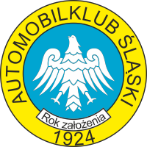 AUTOMOBILKLUB ŚLĄSKI
Rok założenia
1924